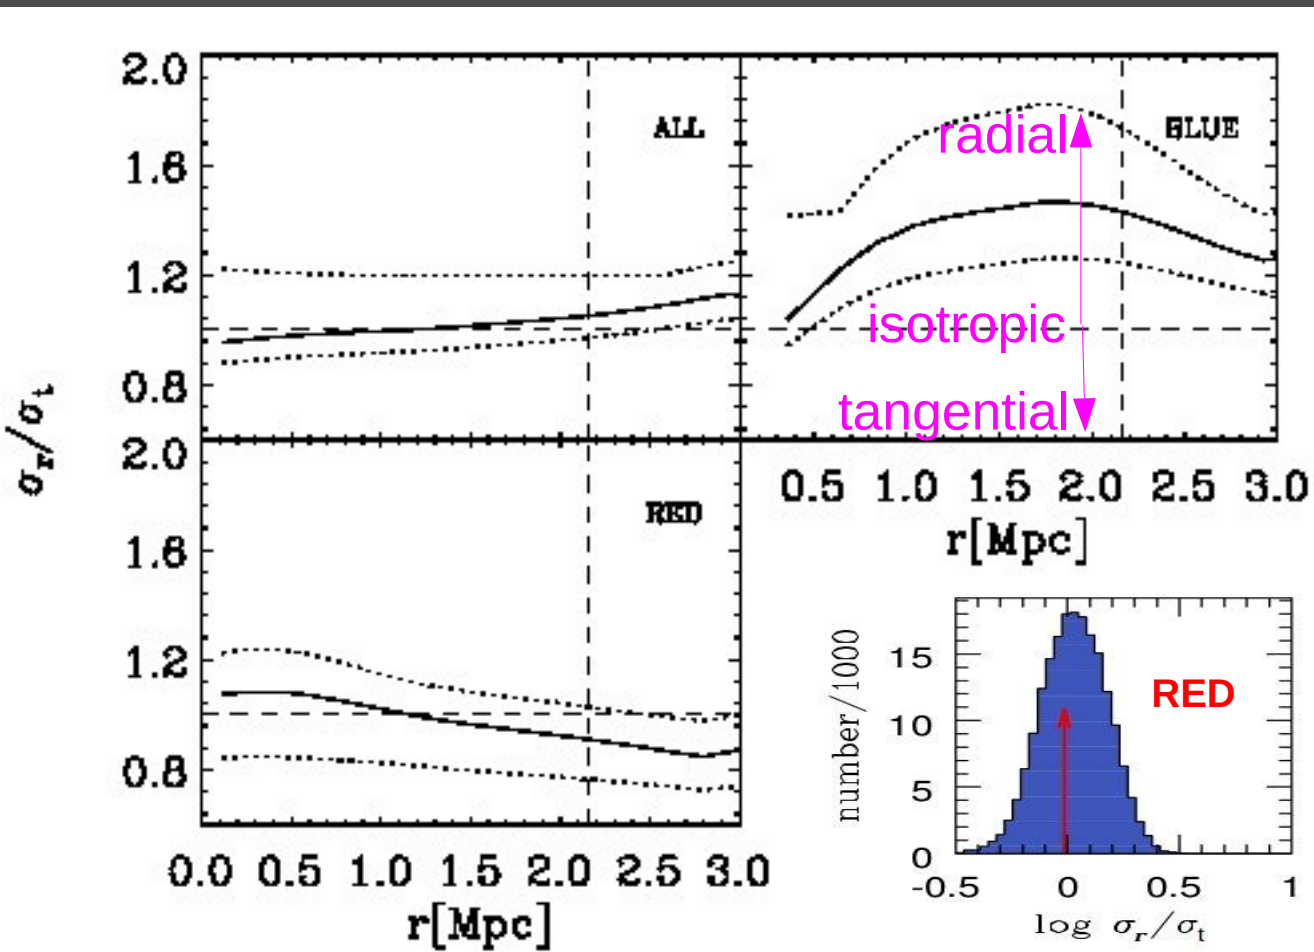 2.0
1.6
1.2
0.8
ALL
BLUE
radial
isotropic
tangential
σr/σt
2.0
1.6
1.2
0.8
RED
0.5 1.0 1.5 2.0 2.5 3.0
r[Mpc]
0.0 0.5 1.0 1.5 2.0 2.5 3.0
r[Mpc]
number/1000
15
10
5
0
RED
-0.5 0 0.5 1
log σr/σt